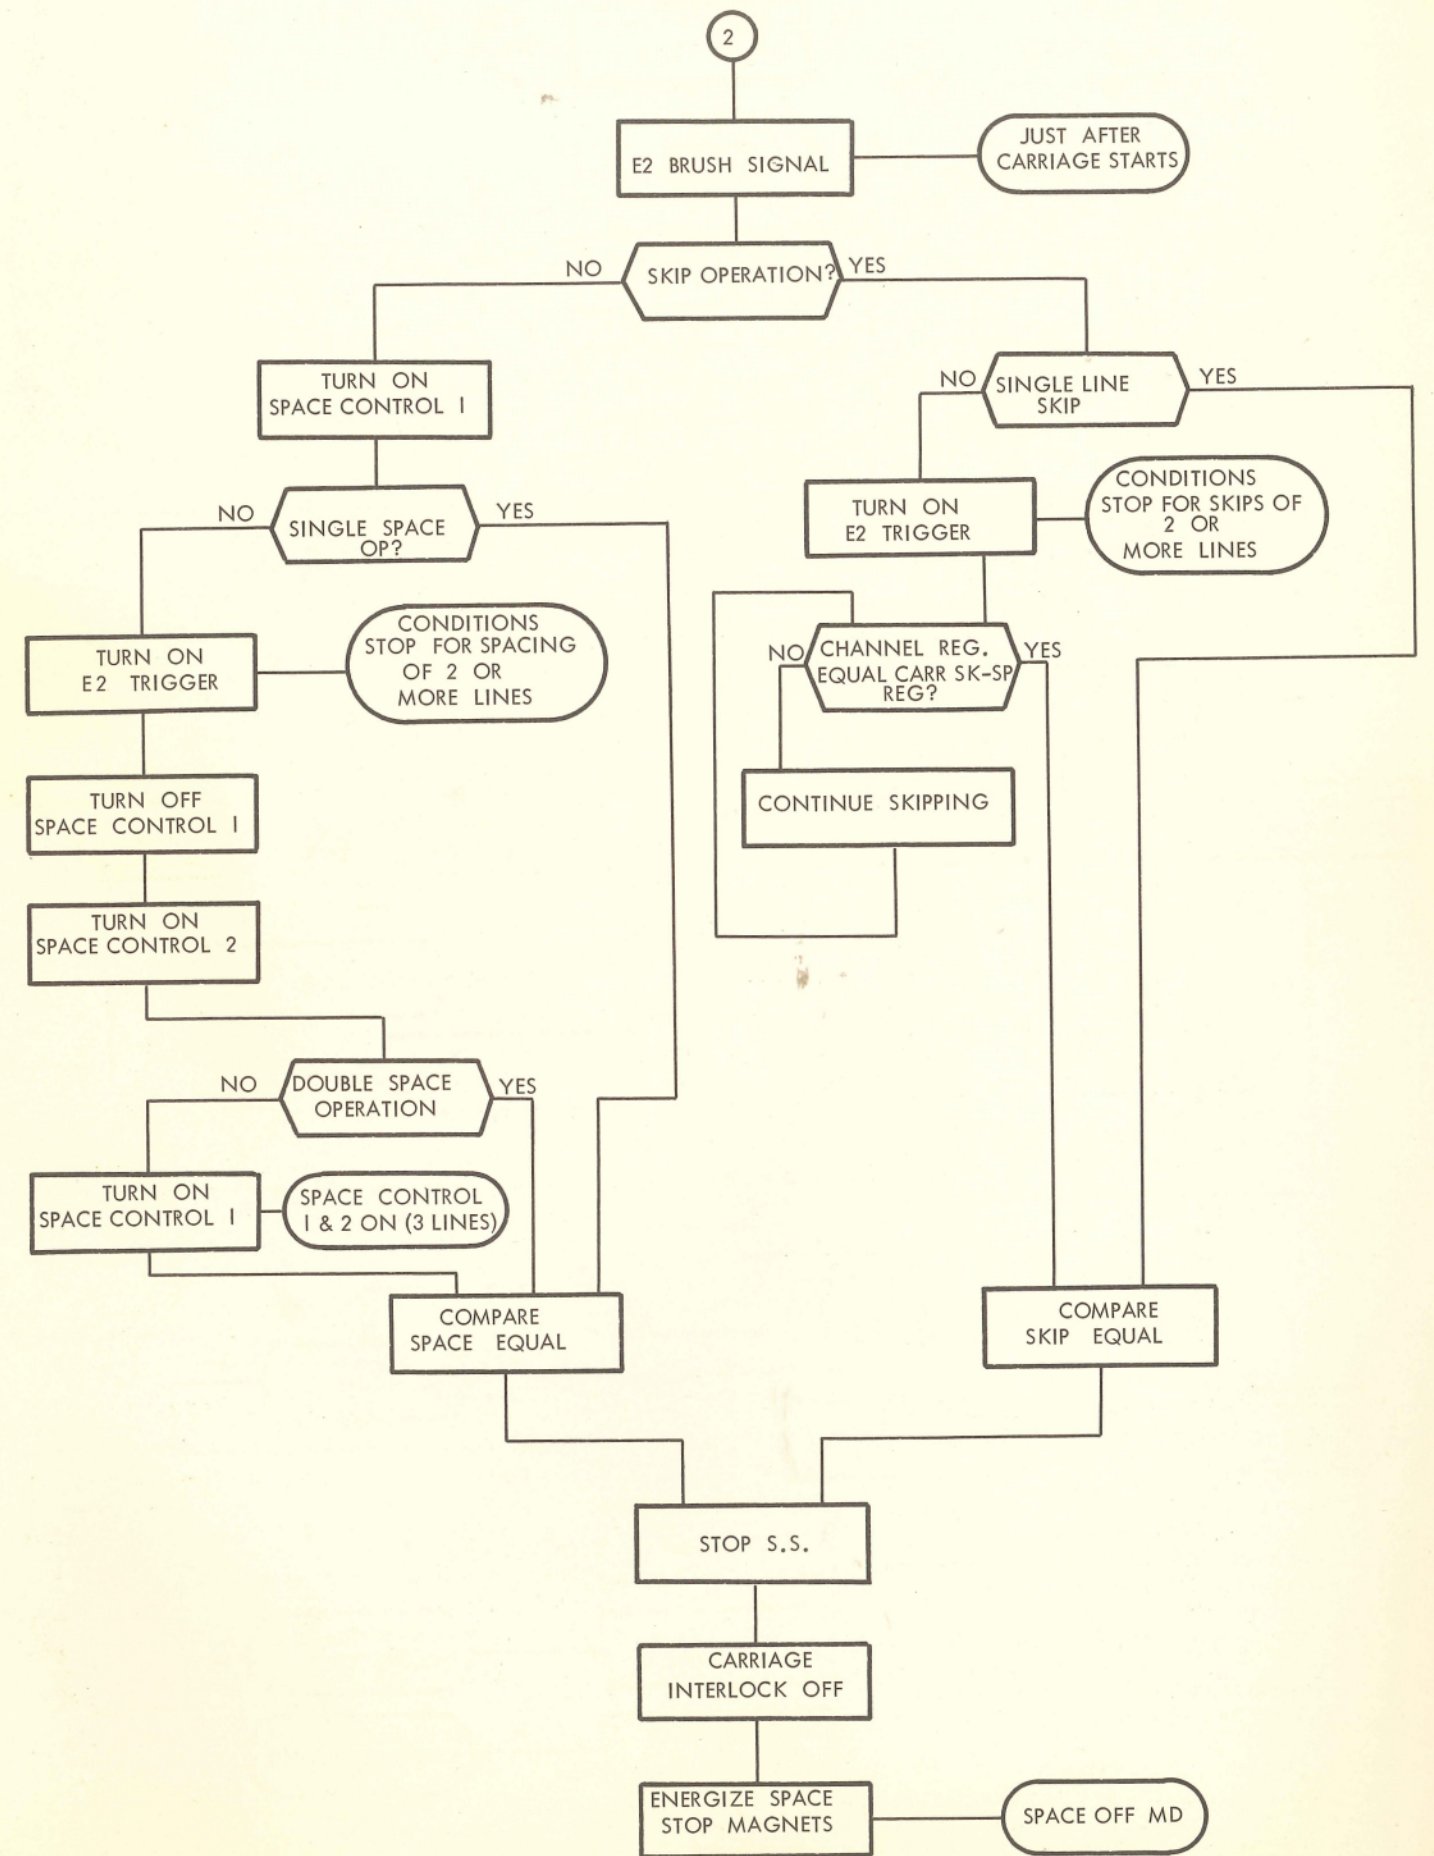 2
E2 BRUSH SIGNAL
JUST AFTER
CARRIAGE STARTS
SKIP OPERATION?
NO
YES
TURN ON
SPACE CONTROL 1
SINGLE LINE
SKIP
NO
YES
SINGLE SPACE
OP?
NO
YES
TURN ON
E2 TRIGGER
CONDITIONS
STOP FOR SKIPS OF
2 OR
MORE LINES
TURN ON
E2 TRIGGER
CONDITIONS
STOP FOR SPACING
OF 2 OR
MORE LINES
NO
CHANNEL REG.
EQUAL CARR SK-SP
REG?
YES
TURN OFF
SPACE CONTROL 1
CONTINUE SKIPPING
TURN ON
SPACE CONTROL 2
NO
DOUBLE SPACE
OPERATION
YES
TURN ON
SPACE CONTROL 1
SPACE CONTROL
1 & 2 ON (3 LINES)
COMPARE
SPACE EQUAL
COMPARE
SKIP EQUAL
STOP S.S.
CARRIAGE
INTERLOCK OFF
ENERGIZE SPACE
STOP MAGNETS
SPACE OFF MD